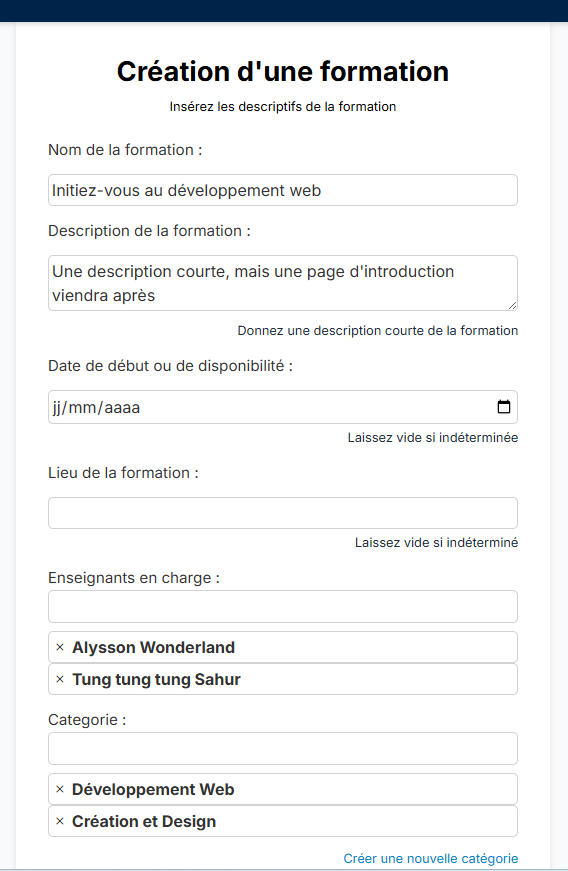 Création d'une formation
Insérez les descriptifs de la formation
Nom de la formation :
Initiez-vous au développement web
Description de la formation :
Une description courte, mais une page d'introduction
viendra après
Donnez une description courte de la formation
Date de début ou de disponibilité :
jj/mm/aaaa
Laissez vide si indéterminée
Lieu de la formation :
Laissez vide si indéterminé
Enseignants en charge :
× Alysson Wonderland
× Tung tung tung Sahur
Categorie :
× Développement Web
× Création et Design
Créer une nouvelle catégorie